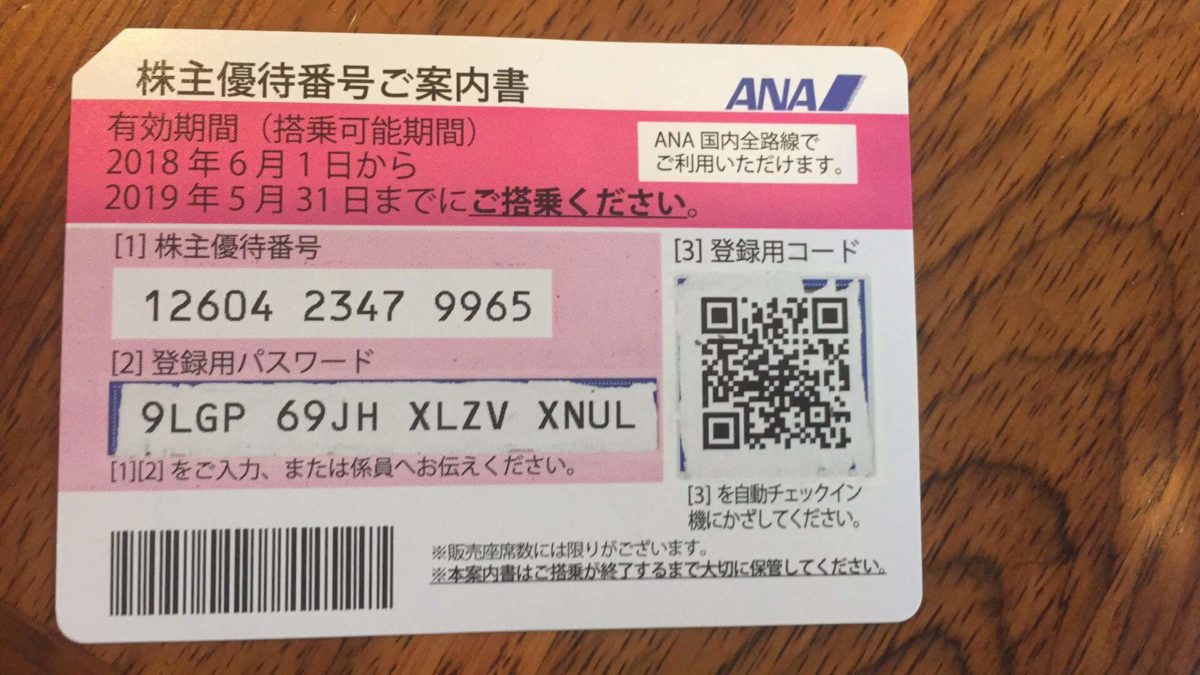 株主優待番号ご案内書
ANA
有効期間（搭乗可能期間）
2018年6月1日から
2019年5月31日までにご搭乗ください。
ANA国内全路線で
ご利用いただけます。
[1] 株主優待番号
12604 2347 9965
[2] 登録用パスワード
9LGP 69JH XLZV XNUL
[1][2] をご入力、または係員へお伝えください。
[3] 登録用コード
[3] を自動チェックイン
機にかざしてください。
※販売座席数には限りがございます。
※本案内書はご搭乗が終了するまで大切に保管してください。